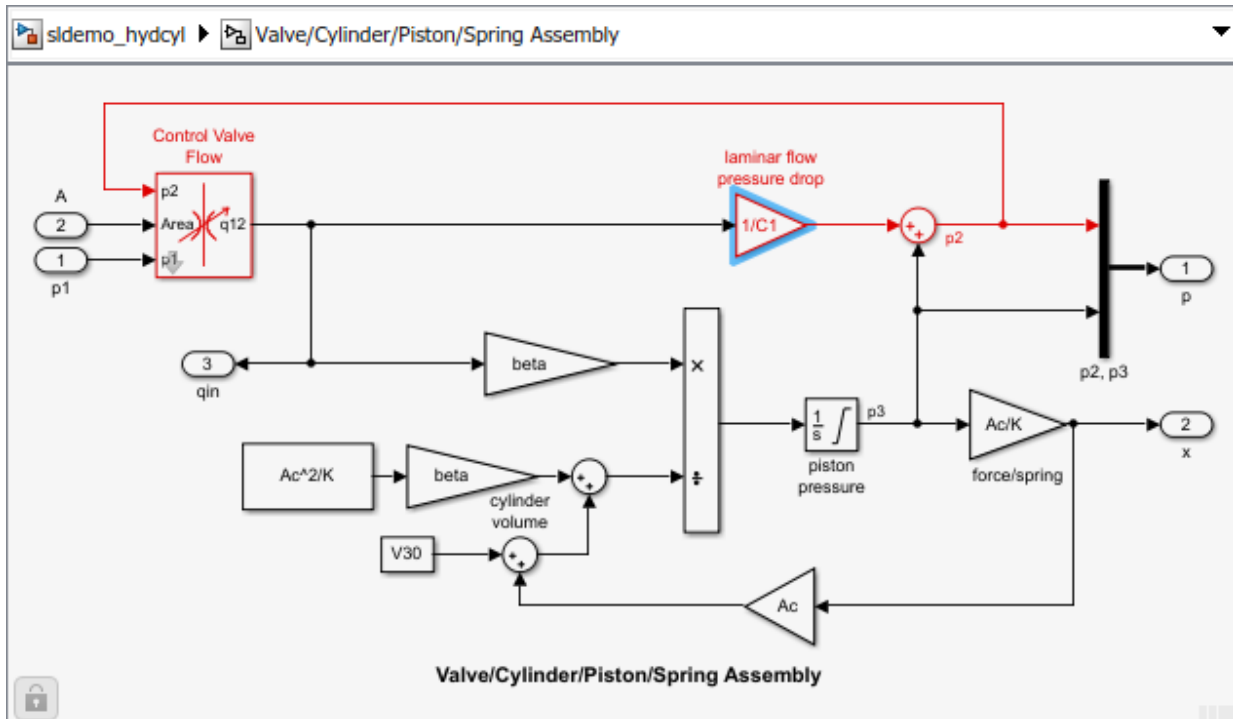 sldemo_hydcyl
Valve/Cylinder/Piston/Spring Assembly
Control Valve
Flow
laminar flow
pressure drop
A
p2
2
Area
q12
1/C1
+
+
p2
1
p1
p1
1
p
3
qin
beta
×
p2, p3
Ac^2/K
beta
+
+
cylinder
volume
÷
1
s
p3
piston
pressure
Ac/K
force/spring
2
x
V30
+
+
Ac
Valve/Cylinder/Piston/Spring Assembly